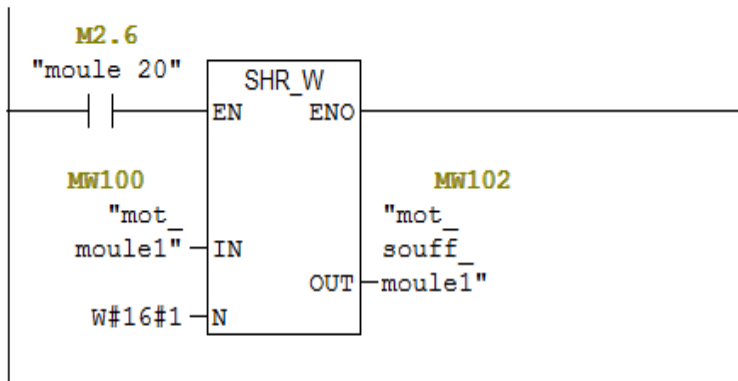 M2.6
"moule 20"
SHR_W
EN ENO
MW100 MW102
"mot_ "mot_
moule1" IN souff_
OUT moule1"
W#16#1 N